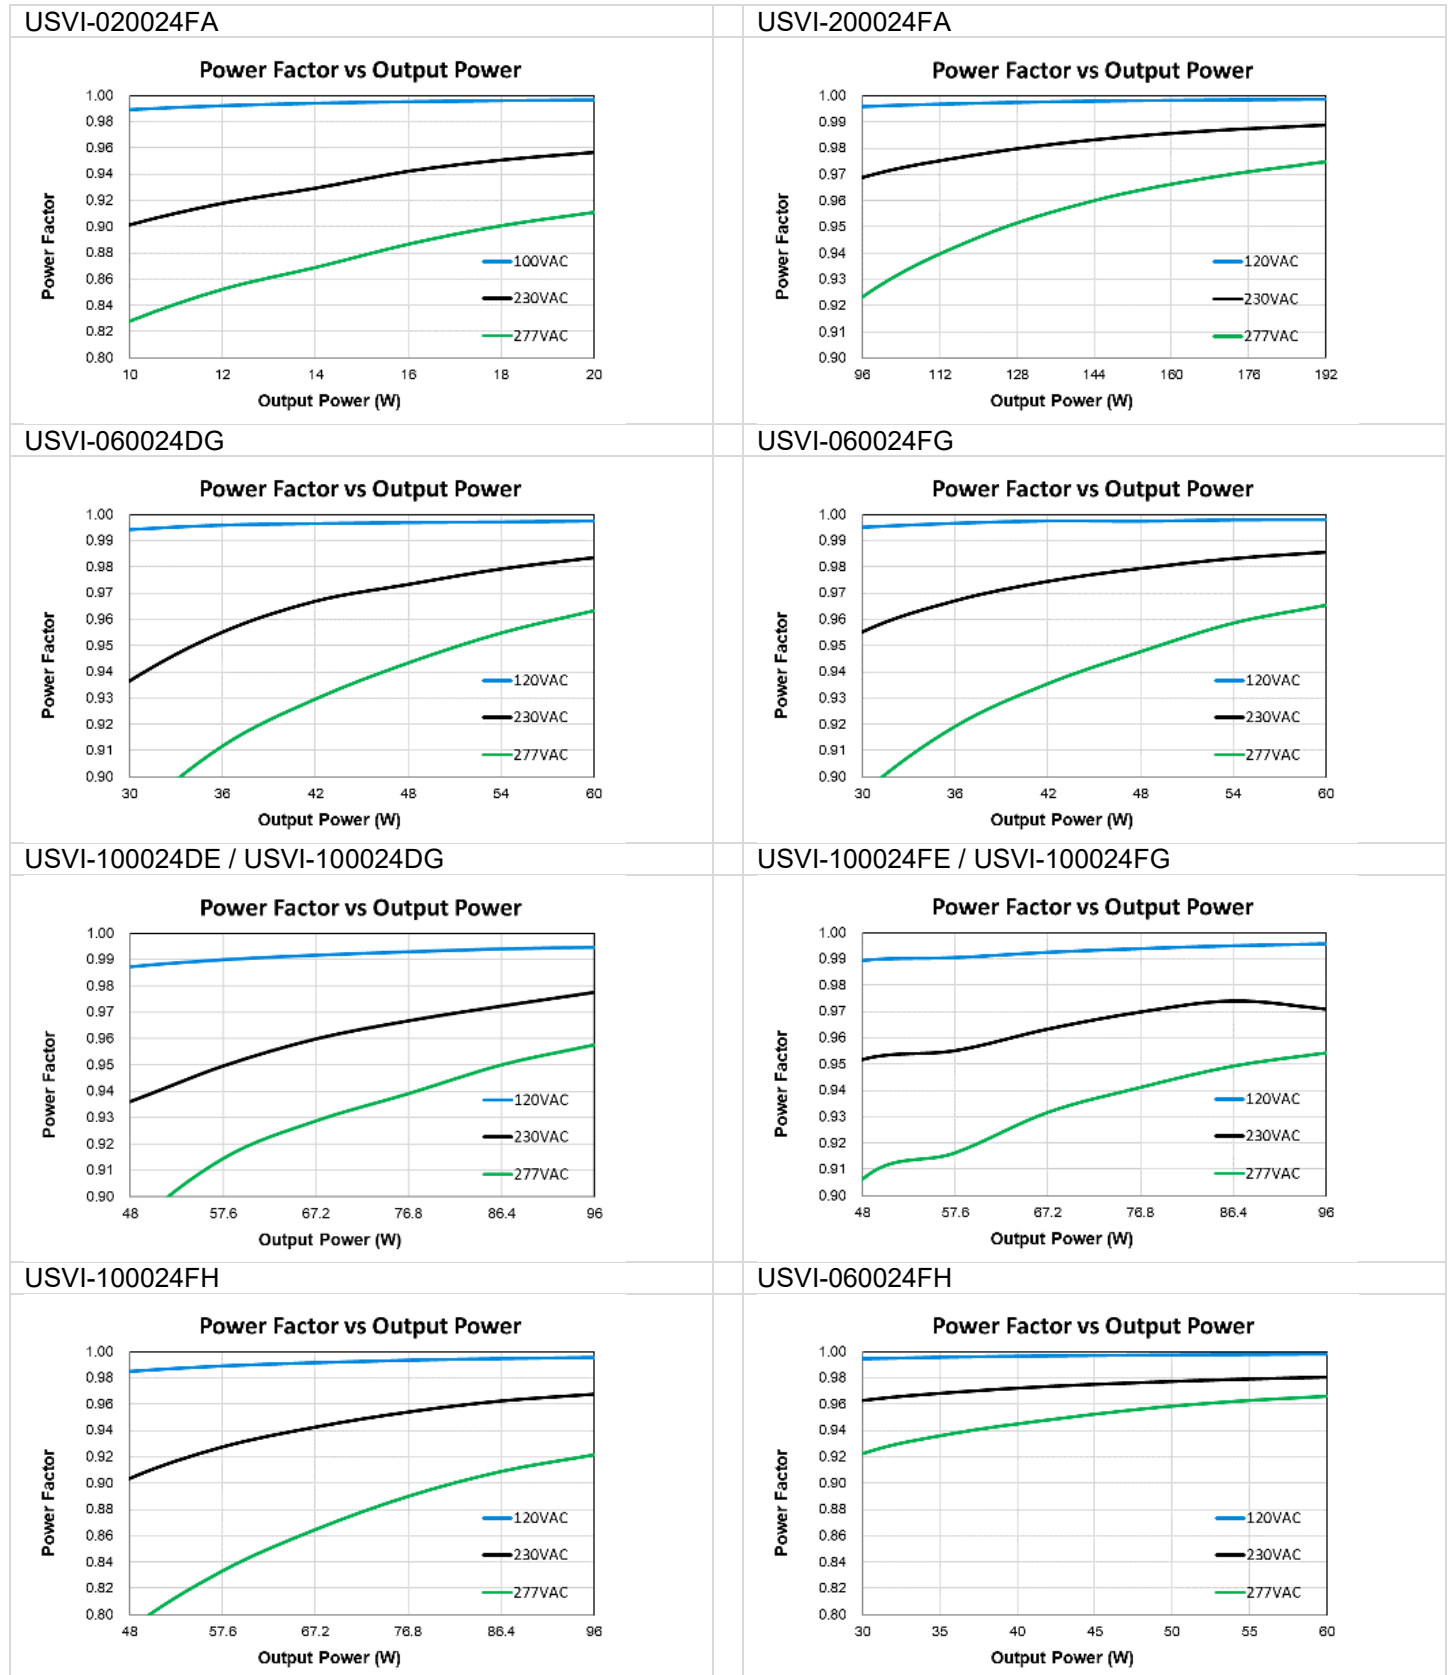 USVI-020024FA
USVI-200024FA
Power Factor vs Output Power
1.00
0.98
0.96
0.94
0.92
0.90
0.88
0.86
0.84
0.82
0.80
Power Factor
100VAC
230VAC
277VAC
10 12 14 16 18 20
Output Power (W)
Power Factor vs Output Power
1.00
0.99
0.98
0.97
0.96
0.95
0.94
0.93
0.92
0.91
0.90
Power Factor
120VAC
230VAC
277VAC
96 112 128 144 160 176 192
Output Power (W)
USVI-060024DG
USVI-060024FG
Power Factor vs Output Power
1.00
0.99
0.98
0.97
0.96
0.95
0.94
0.93
0.92
0.91
0.90
Power Factor
120VAC
230VAC
277VAC
30 36 42 48 54 60
Output Power (W)
Power Factor vs Output Power
1.00
0.99
0.98
0.97
0.96
0.95
0.94
0.93
0.92
0.91
0.90
Power Factor
120VAC
230VAC
277VAC
30 36 42 48 54 60
Output Power (W)
USVI-100024DE / USVI-100024DG
USVI-100024FE / USVI-100024FG
Power Factor vs Output Power
1.00
0.99
0.98
0.97
0.96
0.95
0.94
0.93
0.92
0.91
0.90
Power Factor
120VAC
230VAC
277VAC
48 57.6 67.2 76.8 86.4 96
Output Power (W)
Power Factor vs Output Power
1.00
0.99
0.98
0.97
0.96
0.95
0.94
0.93
0.92
0.91
0.90
Power Factor
120VAC
230VAC
277VAC
48 57.6 67.2 76.8 86.4 96
Output Power (W)
USVI-100024FH
USVI-060024FH
Power Factor vs Output Power
1.00
0.98
0.96
0.94
0.92
0.90
0.88
0.86
0.84
0.82
0.80
Power Factor
120VAC
230VAC
277VAC
48 57.6 67.2 76.8 86.4 96
Output Power (W)
Power Factor vs Output Power
1.00
0.98
0.96
0.94
0.92
0.90
0.88
0.86
0.84
0.82
0.80
Power Factor
120VAC
230VAC
277VAC
30 35 40 45 50 55 60
Output Power (W)